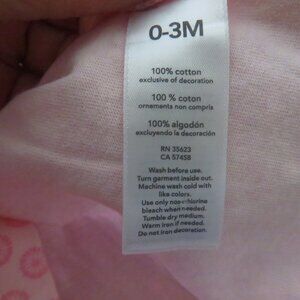 0-3M
100% cotton
exclusive of decoration
100 % coton
ornements non compris
100% algodón
excluyendo la decoración
RN 35623
CA 57458
Wash before use.
Turn garment inside out.
Machine wash cold with
like colors.
Use only non-chlorine
bleach when needed.
Tumble dry medium.
Warm iron if needed.
Do not iron decoration.